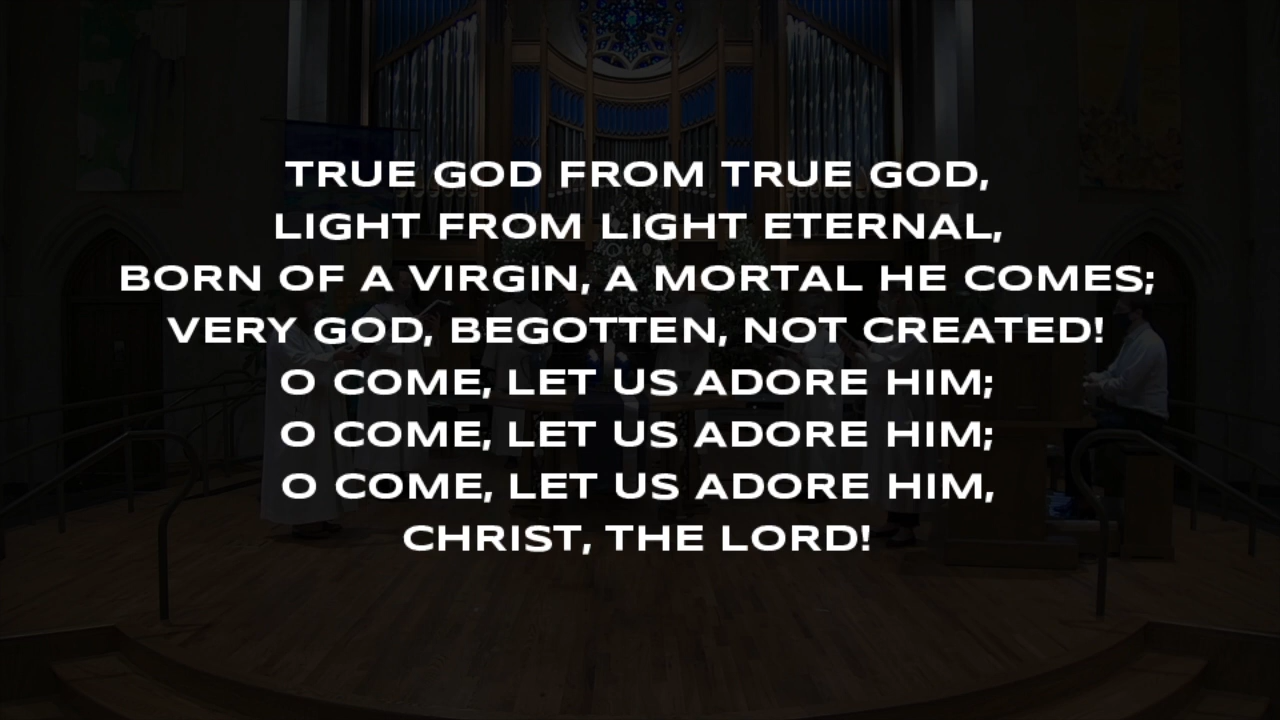 TRUE GOD FROM TRUE GOD,
LIGHT FROM LIGHT ETERNAL,
BORN OF A VIRGIN, A MORTAL HE COMES;
VERY GOD, BEGOTTEN, NOT CREATED!
O COME, LET US ADORE HIM;
O COME, LET US ADORE HIM;
O COME, LET US ADORE HIM,
CHRIST, THE LORD!